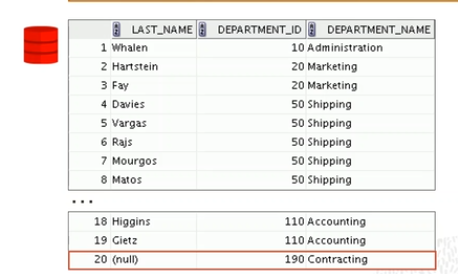 LAST_NAME DEPARTMENT_ID DEPARTMENT_NAME
1 Whalen 10 Administration
2 Hartstein 20 Marketing
3 Fay 20 Marketing
4 Davies 50 Shipping
5 Vargas 50 Shipping
6 Rajs 50 Shipping
7 Mourgos 50 Shipping
8 Matos 50 Shipping
...
18 Higgins 110 Accounting
19 Gietz 110 Accounting
20 (null) 190 Contracting